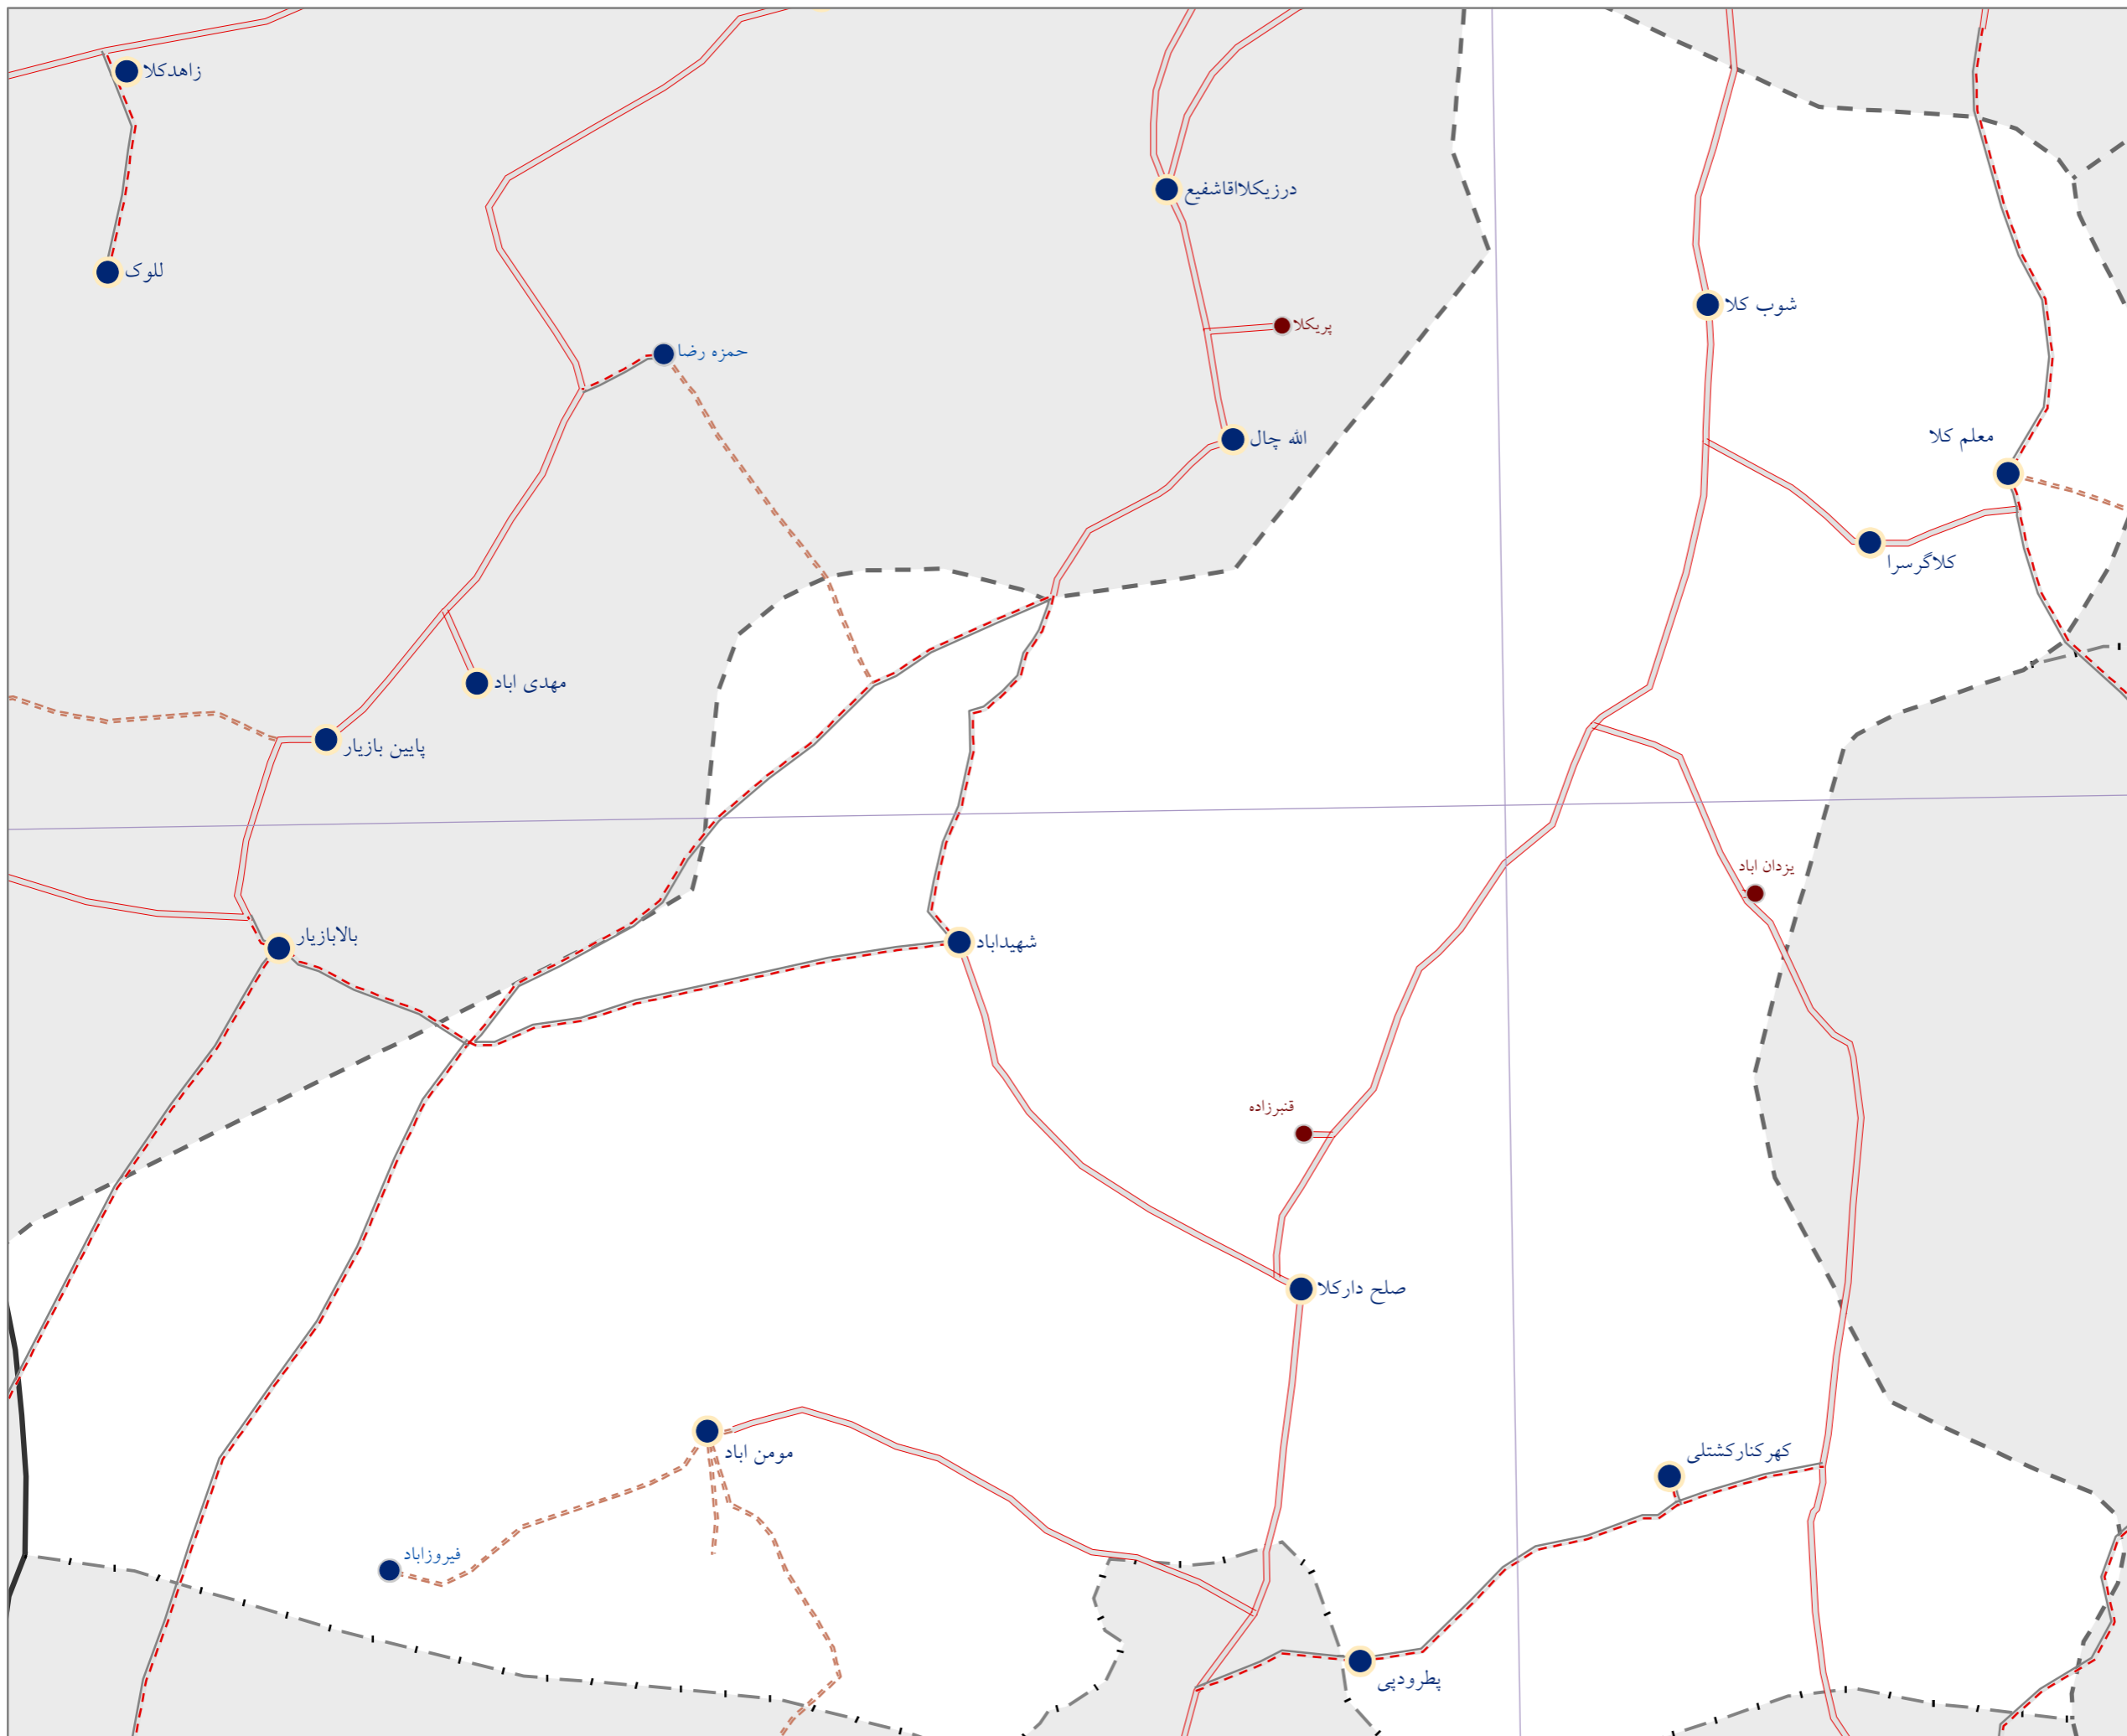 زاهدکلا
درزیکلااقاشفیع
للوک
شوب کلا
پریکلا
حمزه رضا
الله چال
معلم کلا
کلاگرسرا
مهدی اباد
پایین بازیار
یزدان اباد
بالابازیار
شهیداباد
قنبرزاده
صلح دارکلا
مومن اباد
کهرکنارکشتلی
فیروزاباد
پطرودپی